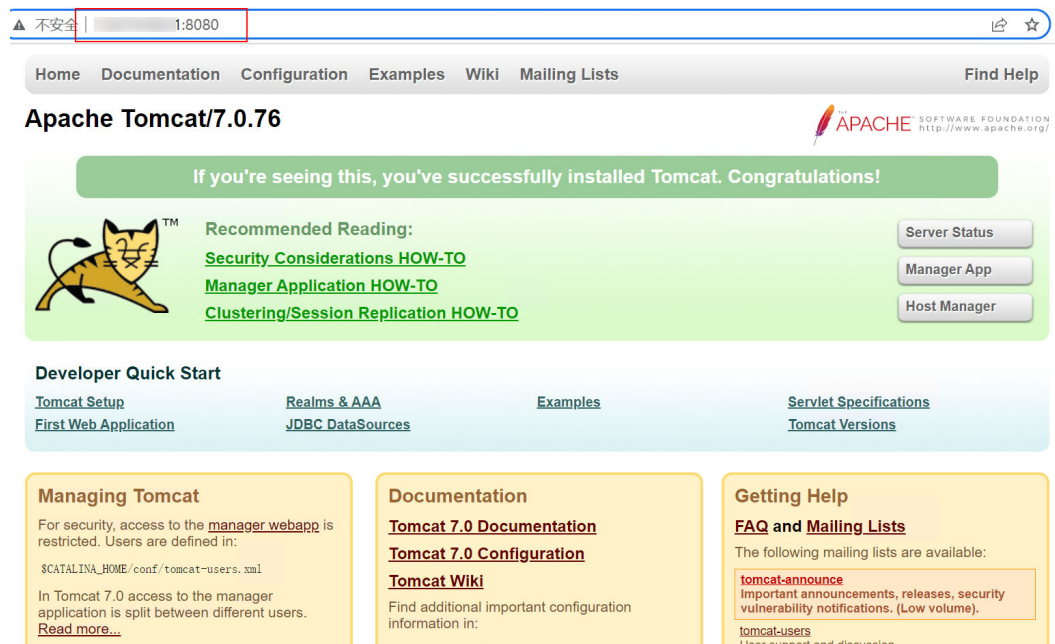 不安全 1:8080
Home Documentation Configuration Examples Wiki Mailing Lists Find Help
Apache Tomcat/7.0.76
THE
APACHE SOFTWARE FOUNDATION
http://www.apache.org/
If you're seeing this, you've successfully installed Tomcat. Congratulations!
TM
Recommended Reading:
Security Considerations HOW-TO
Manager Application HOW-TO
Clustering/Session Replication HOW-TO
Server Status
Manager App
Host Manager
Developer Quick Start
Tomcat Setup
First Web Application
Realms & AAA
JDBC DataSources
Examples
Servlet Specifications
Tomcat Versions
Managing Tomcat
For security, access to the manager webapp is
restricted. Users are defined in:
$CATALINA_HOME/conf/tomcat-users.xml
In Tomcat 7.0 access to the manager
application is split between different users.
Read more...
Documentation
Tomcat 7.0 Documentation
Tomcat 7.0 Configuration
Tomcat Wiki
Find additional important configuration
information in:
Getting Help
FAQ and Mailing Lists
The following mailing lists are available:
tomcat-announce
Important announcements, releases, security
vulnerability notifications. (Low volume).
tomcat-users
User support and discussion